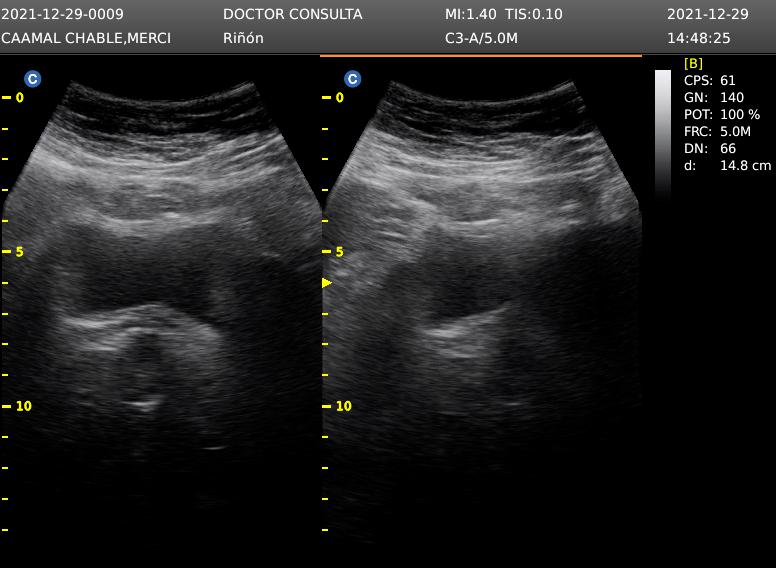 2021-12-29-0009 DOCTOR CONSULTA MI:1.40 TIS:0.10 2021-12-29
CAAMAL CHABLE,MERCI Riñón C3-A/5.0M 14:48:25
C C [B]
0 0 CPS: 61
GN: 140
POT: 100 %
FRC: 5.0M
DN: 66
d: 14.8 cm
5 5
10 10